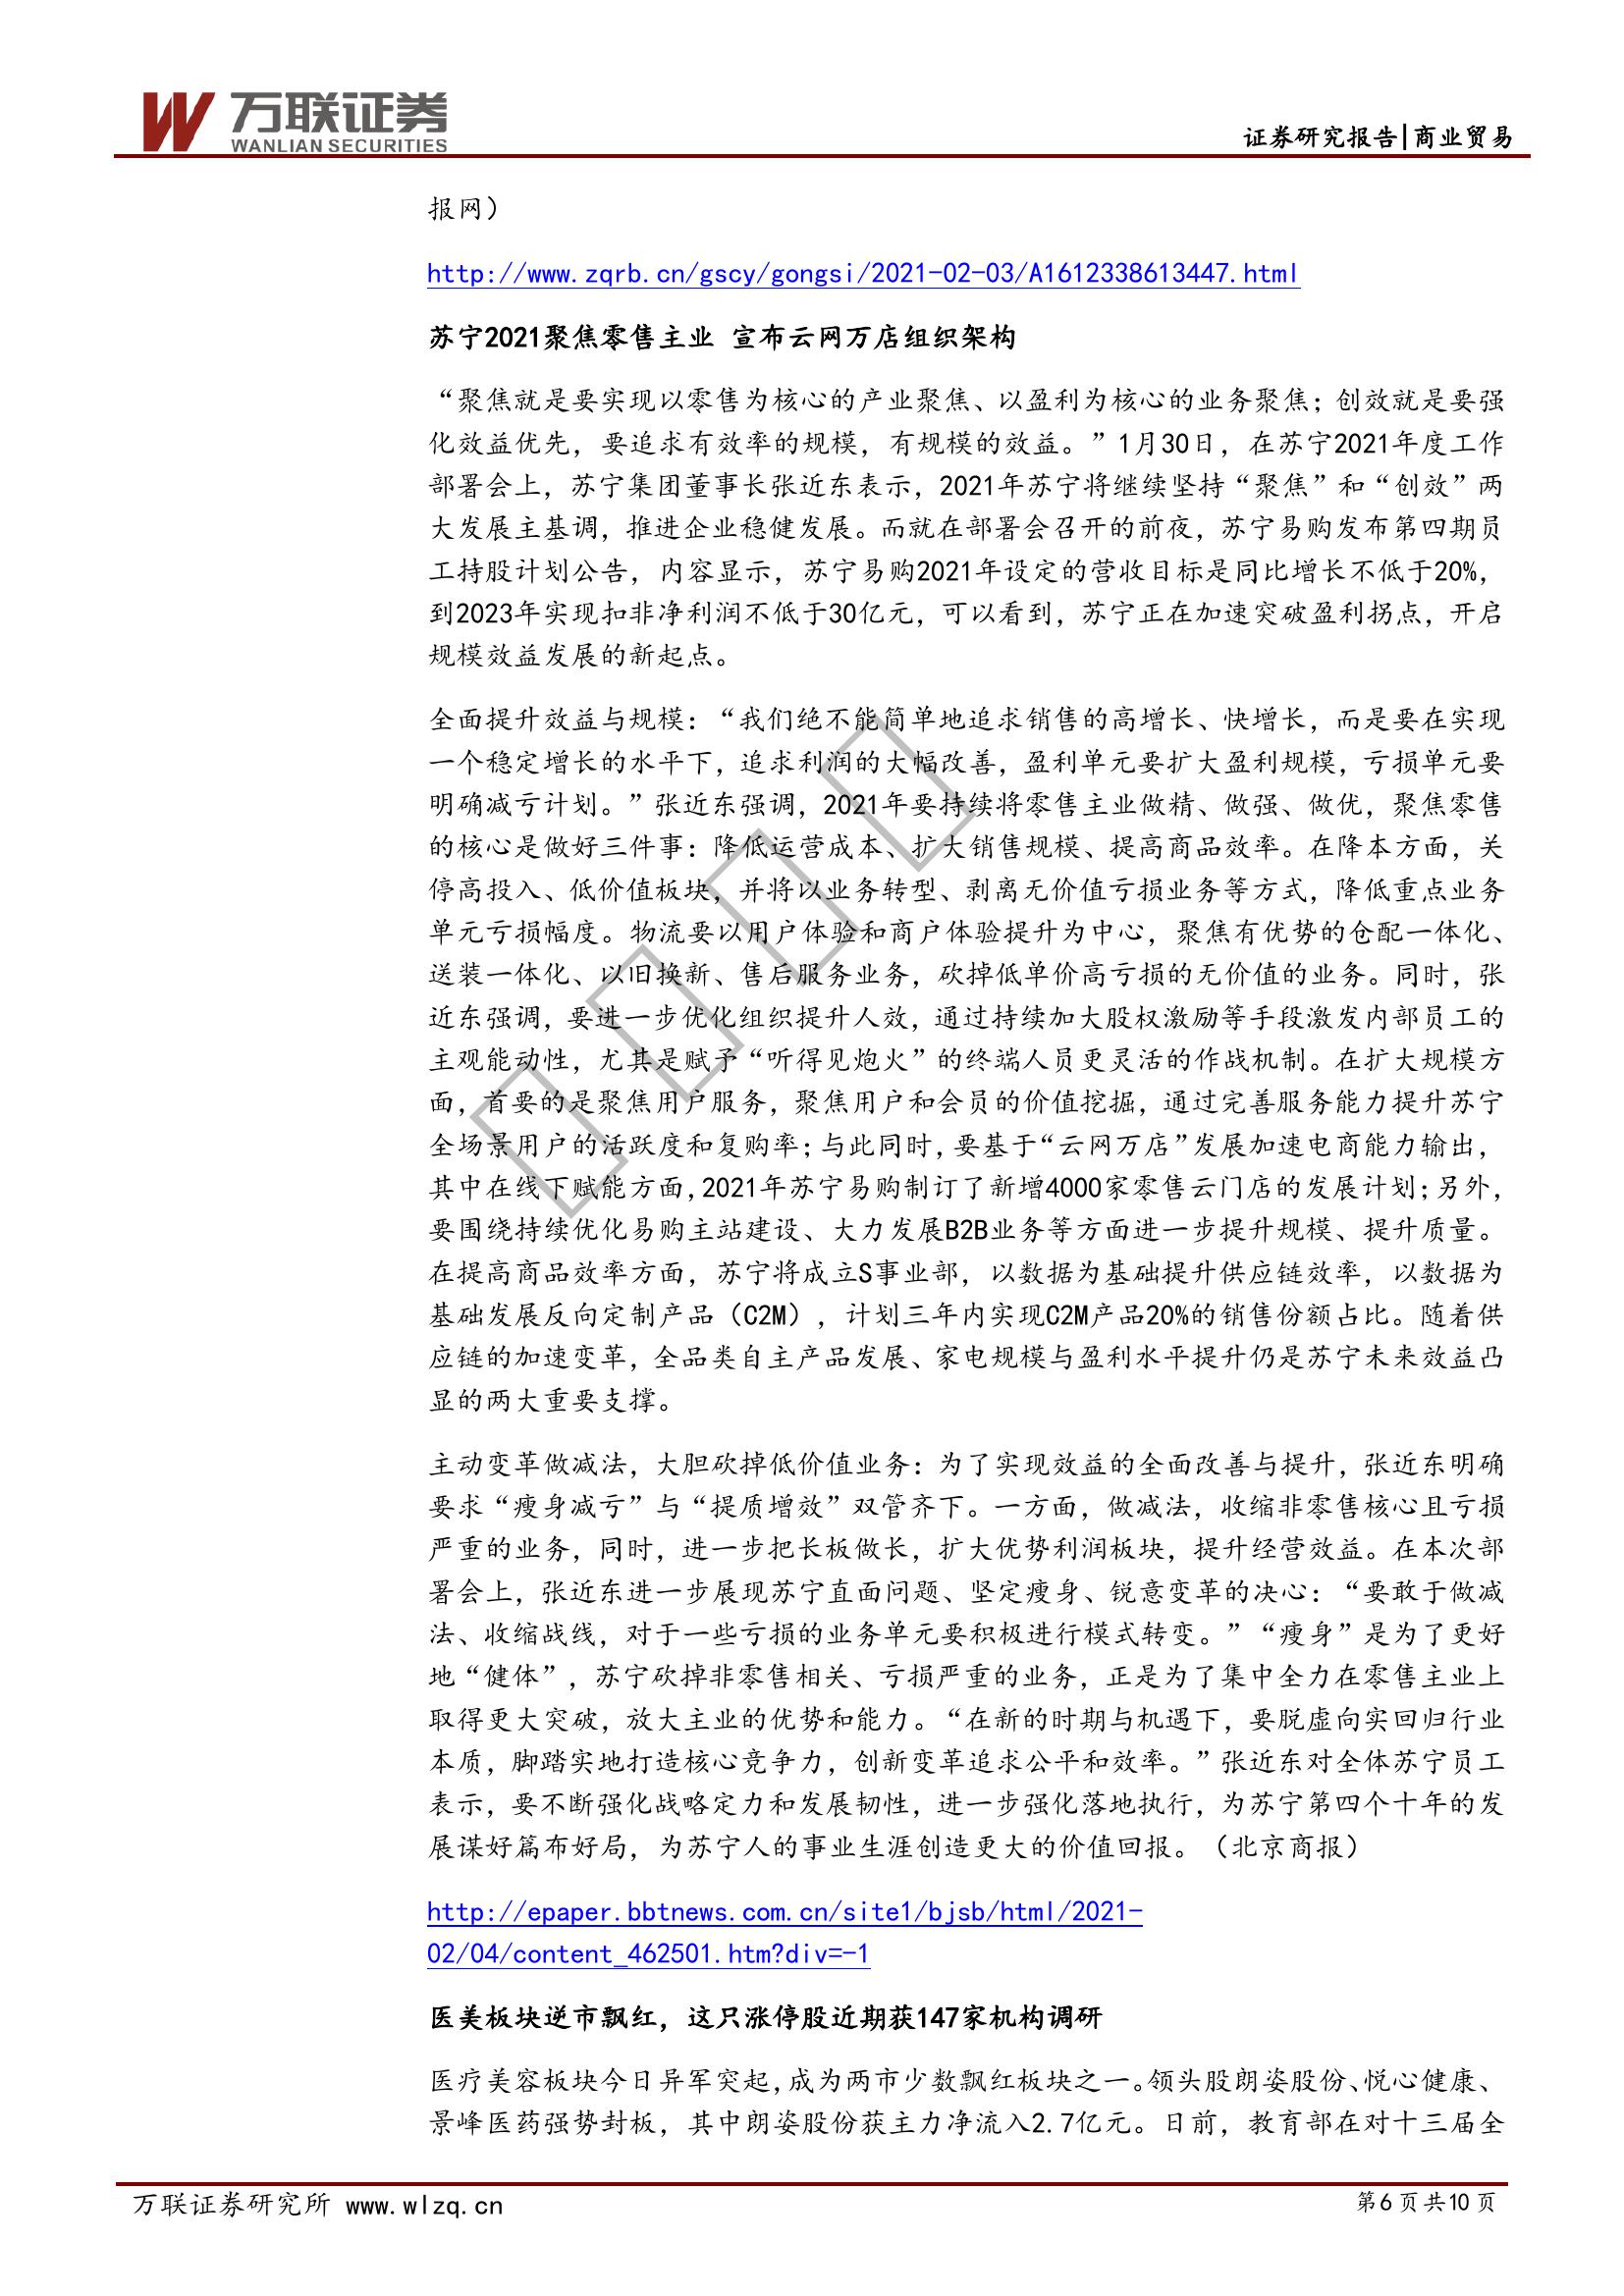 万联证券
WANLIAN SECURITIES
证券研究报告|商业贸易
报网）
http://www.zqrb.cn/gscy/gongsi/2021-02-03/A1612338613447.html
苏宁2021聚焦零售主业 宣布云网万店组织架构
“聚焦就是要实现以零售为核心的产业聚焦、以盈利为核心的业务聚焦；创效就是要强
化效益优先，要追求有效率的规模，有规模的效益。”1月30日，在苏宁2021年度工作
部署会上，苏宁集团董事长张近东表示，2021年苏宁将继续坚持“聚焦”和“创效”两
大发展主基调，推进企业稳健发展。而就在部署会召开的前夜，苏宁易购发布第四期员
工持股计划公告，内容显示，苏宁易购2021年设定的营收目标是同比增长不低于20%，
到2023年实现扣非净利润不低于30亿元，可以看到，苏宁正在加速突破盈利拐点，开启
规模效益发展的新起点。
全面提升效益与规模：“我们绝不能简单地追求销售的高增长、快增长，而是要在实现
一个稳定增长的水平下，追求利润的大幅改善，盈利单元要扩大盈利规模，亏损单元要
明确减亏计划。”张近东强调，2021年要持续将零售主业做精、做强、做优，聚焦零售
的核心是做好三件事：降低运营成本、扩大销售规模、提高商品效率。在降本方面，关
停高投入、低价值板块，并将以业务转型、剥离无价值亏损业务等方式，降低重点业务
单元亏损幅度。物流要以用户体验和商户体验提升为中心，聚焦有优势的仓配一体化、
送装一体化、以旧换新、售后服务业务，砍掉低单价高亏损的无价值的业务。同时，张
近东强调，要进一步优化组织提升人效，通过持续加大股权激励等手段激发内部员工的
主观能动性，尤其是赋予“听得见炮火”的终端人员更灵活的作战机制。在扩大规模方
面，首要的是聚焦用户服务，聚焦用户和会员的价值挖掘，通过完善服务能力提升苏宁
全场景用户的活跃度和复购率；与此同时，要基于“云网万店”发展加速电商能力输出，
其中在线下赋能方面，2021年苏宁易购制订了新增4000家零售云门店的发展计划；另外，
要围绕持续优化易购主站建设、大力发展B2B业务等方面进一步提升规模、提升质量。
在提高商品效率方面，苏宁将成立S事业部，以数据为基础提升供应链效率，以数据为
基础发展反向定制产品（C2M），计划三年内实现C2M产品20%的销售份额占比。随着供
应链的加速变革，全品类自主产品发展、家电规模与盈利水平提升仍是苏宁未来效益凸
显的两大重要支撑。
主动变革做减法，大胆砍掉低价值业务：为了实现效益的全面改善与提升，张近东明确
要求“瘦身减亏”与“提质增效”双管齐下。一方面，做减法，收缩非零售核心且亏损
严重的业务，同时，进一步把长板做长，扩大优势利润板块，提升经营效益。在本次部
署会上，张近东进一步展现苏宁直面问题、坚定瘦身、锐意变革的决心：“要敢于做减
法、收缩战线，对于一些亏损的业务单元要积极进行模式转变。”“瘦身”是为了更好
地“健体”，苏宁砍掉非零售相关、亏损严重的业务，正是为了集中全力在零售主业上
取得更大突破，放大主业的优势和能力。“在新的时期与机遇下，要脱虚向实回归行业
本质，脚踏实地打造核心竞争力，创新变革追求公平和效率。”张近东对全体苏宁员工
表示，要不断强化战略定力和发展韧性，进一步强化落地执行，为苏宁第四个十年的发
展谋好篇布好局，为苏宁人的事业生涯创造更大的价值回报。（北京商报）
http://epaper.bbtnews.com.cn/site1/bjsb/html/2021-
02/04/content_462501.htm?div=-1
医美板块逆市飘红，这只涨停股近期获147家机构调研
医疗美容板块今日异军突起，成为两市少数飘红板块之一。领头股朗姿股份、悦心健康、
景峰医药强势封板，其中朗姿股份获主力净流入2.7亿元。日前，教育部在对十三届全
万联证券研究所 www.wlzq.cn
第6页共10页